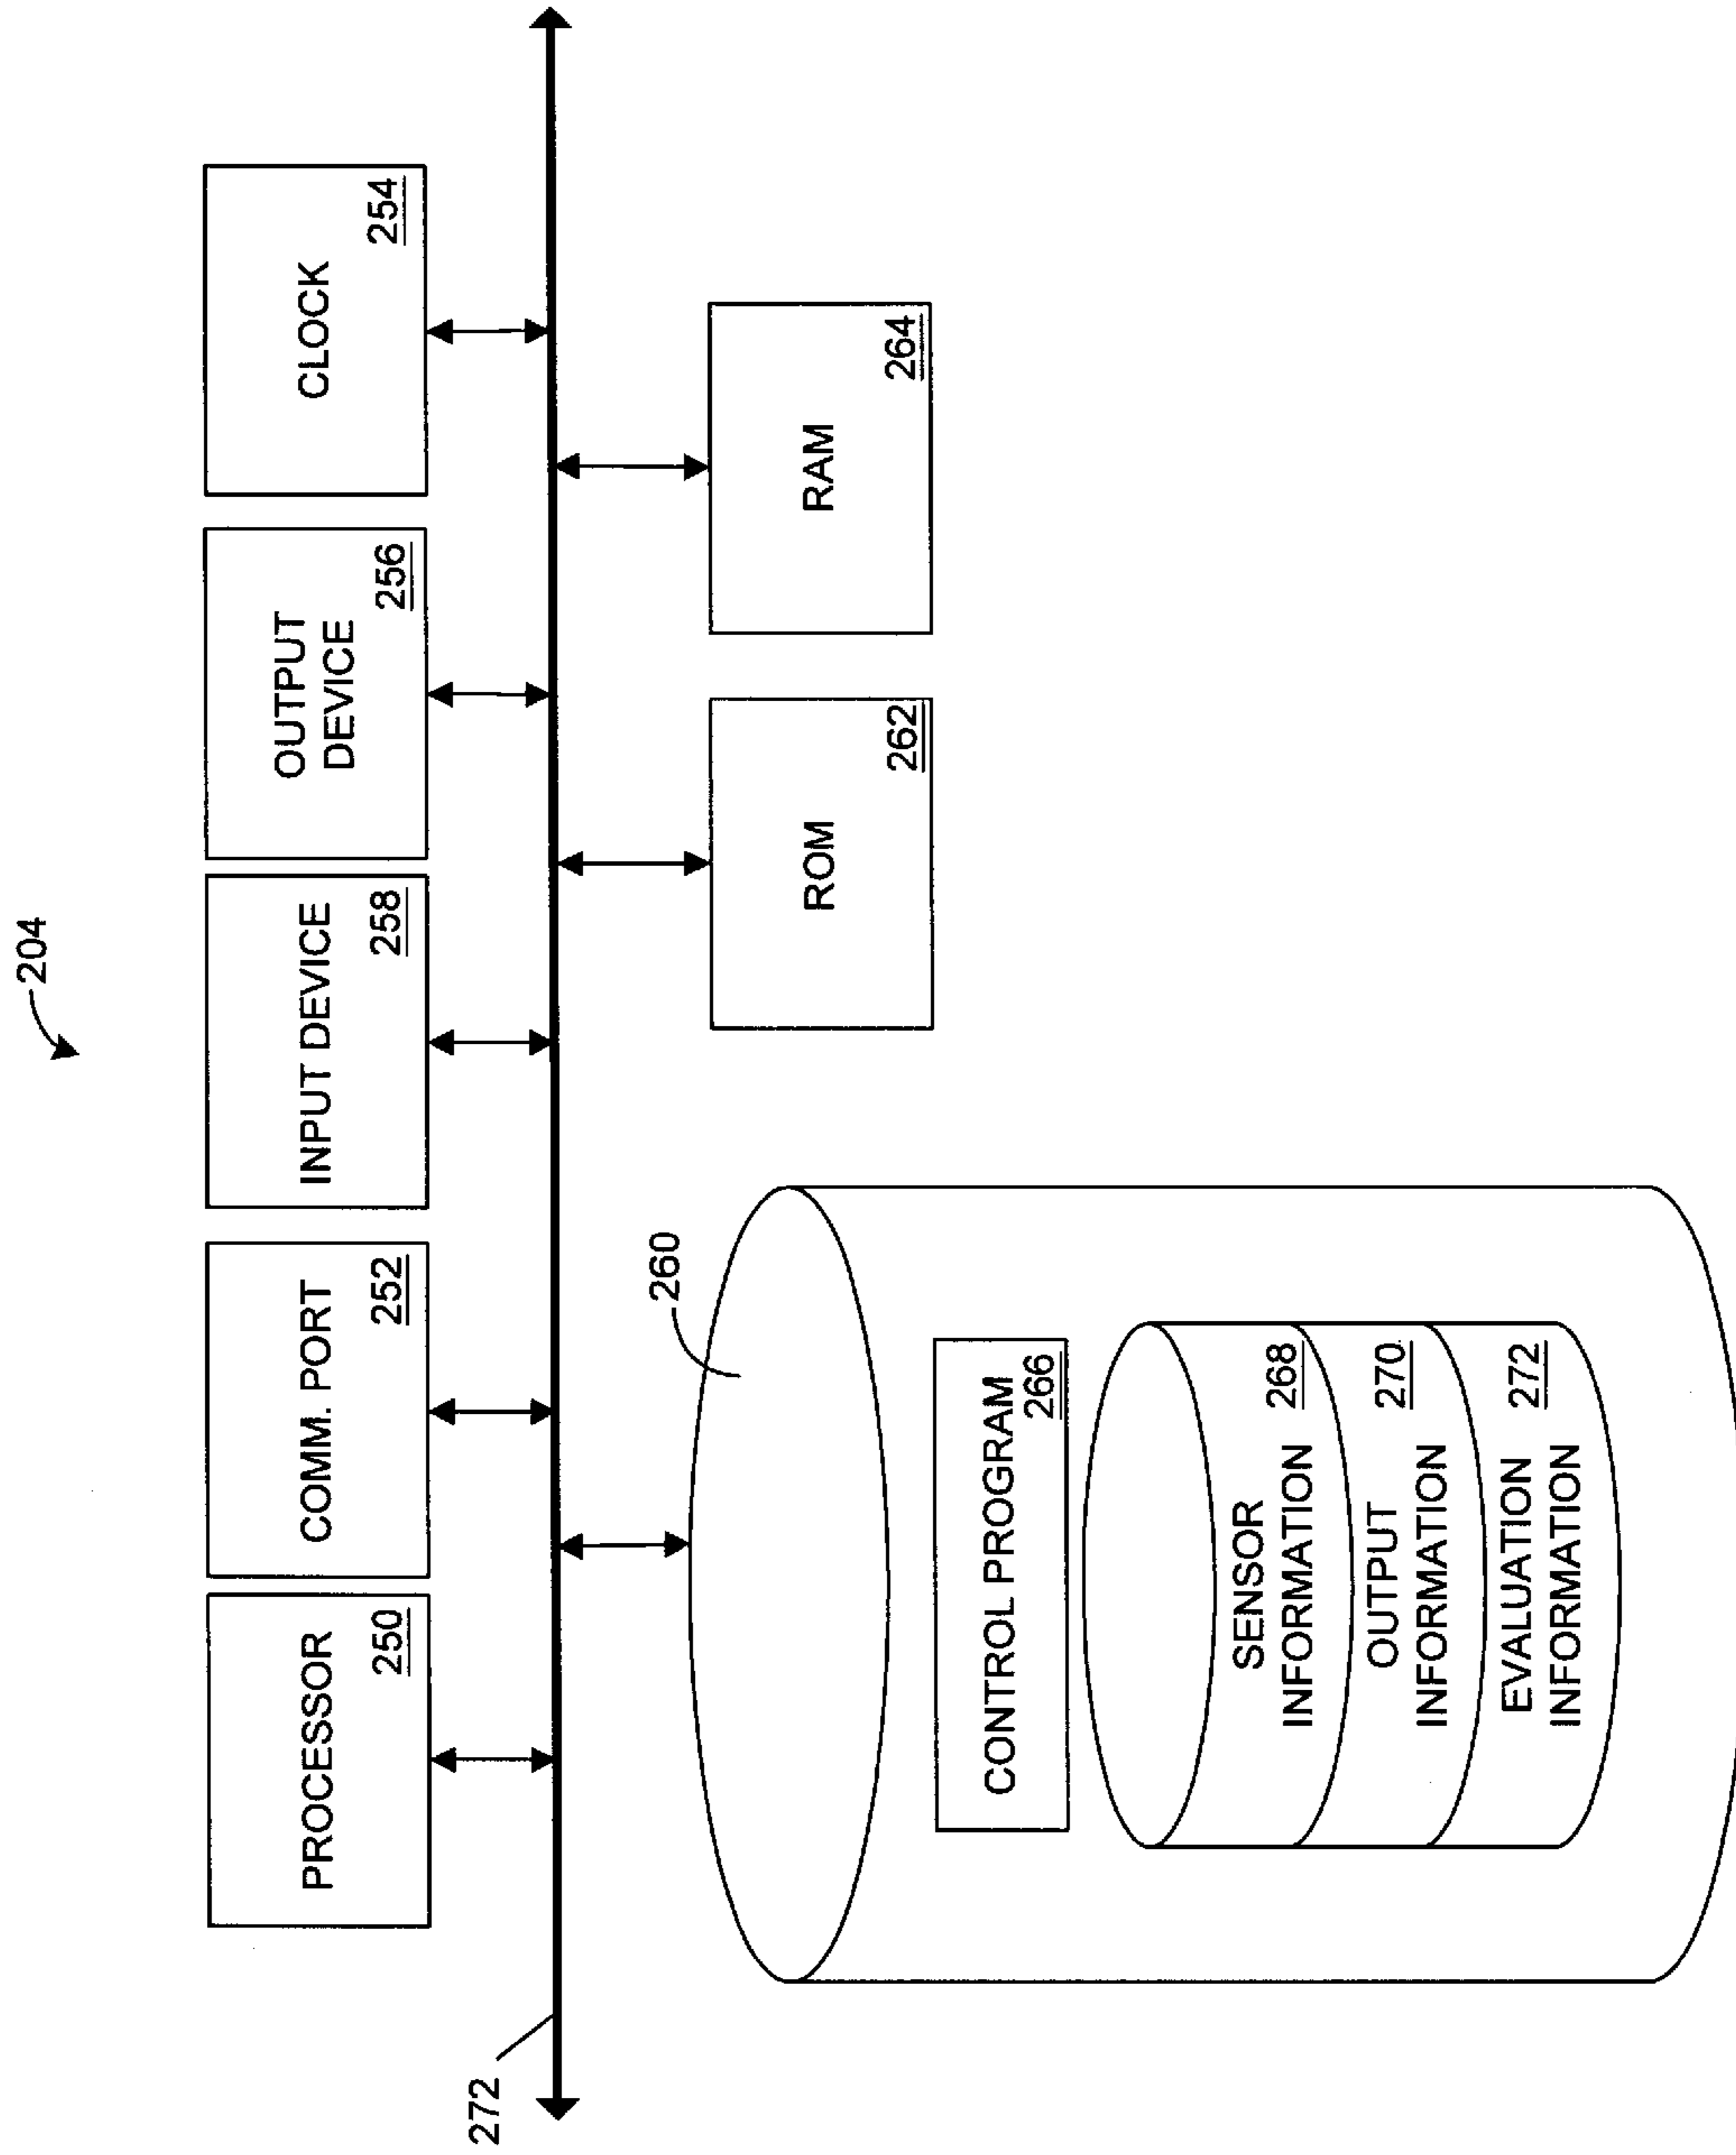 204
PROCESSOR
250
COMM. PORT
252
INPUT DEVICE
258
OUTPUT
DEVICE
256
CLOCK
254
272
260
ROM
262
RAM
264
CONTROL PROGRAM
266
SENSOR
INFORMATION 268
OUTPUT
INFORMATION 270
EVALUATION
INFORMATION 272